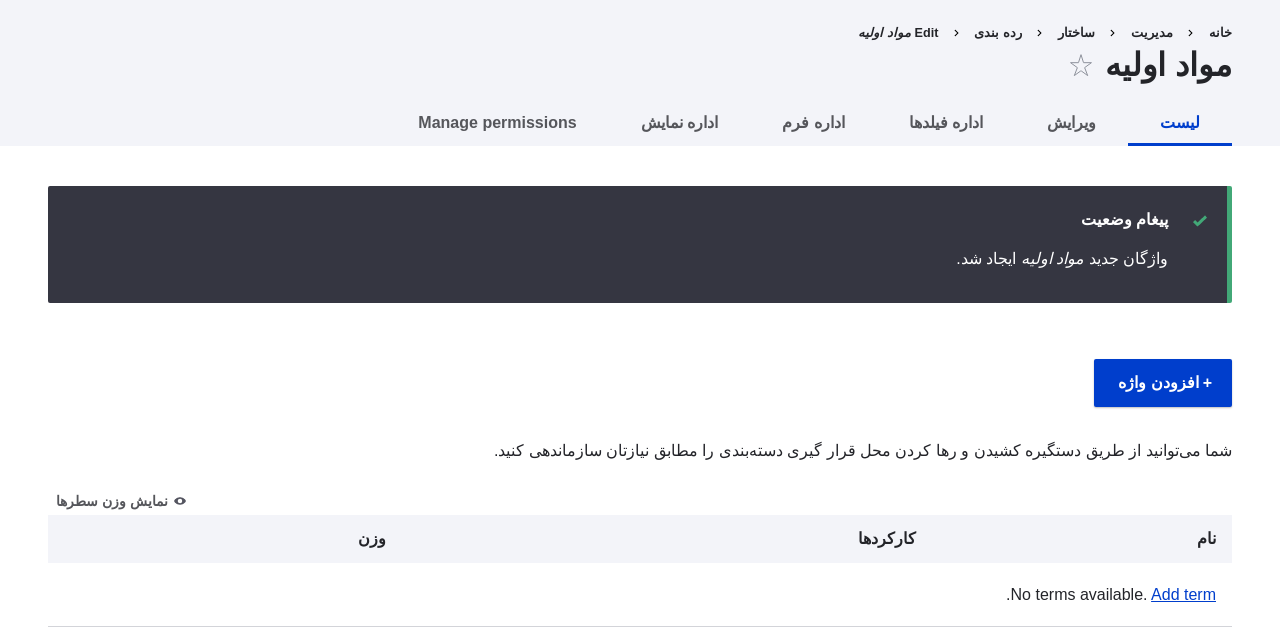 خانه › مدیریت › ساختار › رده بندی › Edit مواد اولیه
مواد اولیه ☆
لیست ویرایش اداره فیلدها اداره فرم اداره نمایش Manage permissions
پیغام وضعیت
واژگان جدید مواد اولیه ایجاد شد.
+ افزودن واژه
شما می‌توانید از طریق دستگیره کشیدن و رها کردن محل قرار گیری دسته‌بندی را مطابق نیازتان سازماندهی کنید.
نمایش وزن سطرها
نام کارکردها وزن
No terms available. Add term.